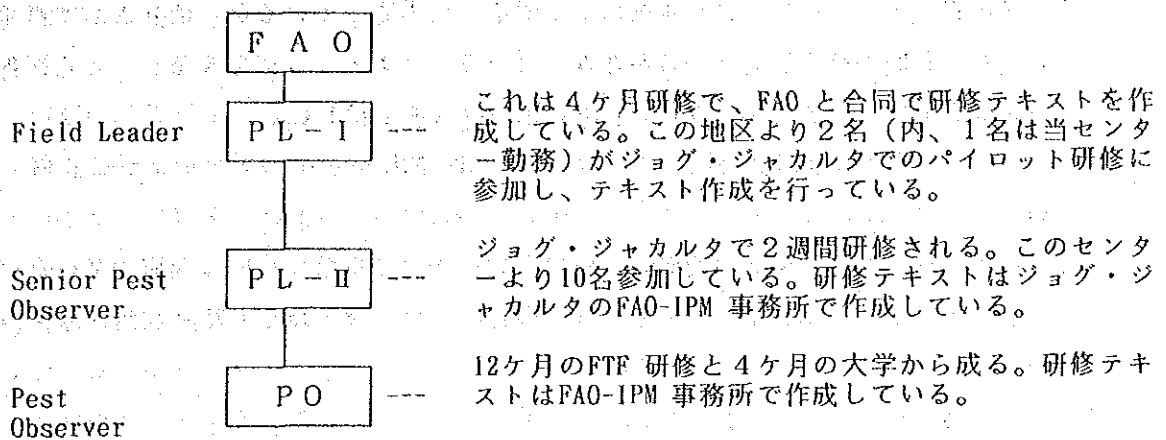 FAO
Field Leader PL-I --- これは4ケ月研修で、FAO と合同で研修テキストを作
成している。この地区より2名(内、1名は当センタ
ー勤務)がジョグ・ジャカルタでのパイロット研修に
参加し、テキスト作成を行っている。
ジョグ・ジャカルタで2週間研修される。このセンタ
Senior Pest PL-II --- ーより10名参加している。研修テキストはジョグ・ジ
Observer ャカルタのFAO-IPM 事務所で作成している。
12ケ月のFTF 研修と4ケ月の大学から成る。研修テキ
Pest PO --- ストはFAO-IPM 事務所で作成している。
Observer